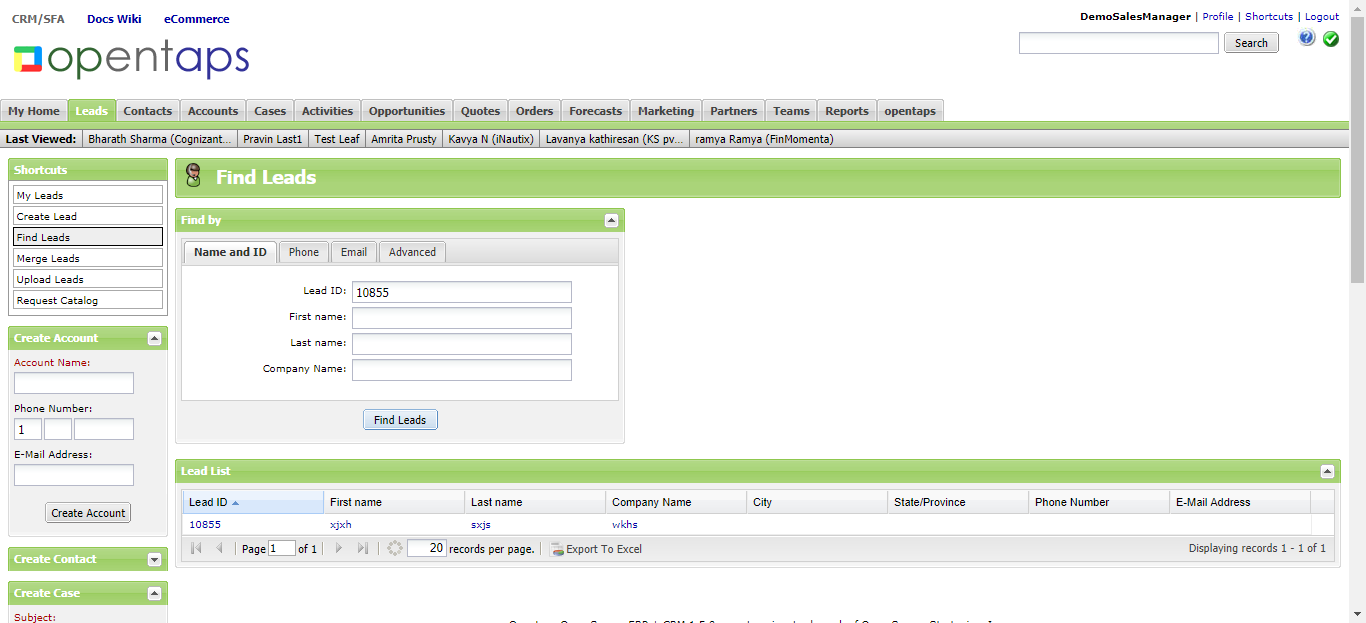 CRM/SFA Docs Wiki eCommerce
DemoSalesManager | Profile | Shortcuts | Logout
opentaps
Search
My Home Leads Contacts Accounts Cases Activities Opportunities Quotes Orders Forecasts Marketing Partners Teams Reports opentaps
Last Viewed: Bharath Sharma (Cognizant... Pravin Last1 Test Leaf Amrita Prusty Kavya N (iNautix) Lavanya kathiresan (KS pv... ramya Ramya (FinMomenta)
Shortcuts
My Leads
Create Lead
Find Leads
Merge Leads
Upload Leads
Request Catalog
Create Account
Account Name:
Phone Number:
1
E-Mail Address:
Create Account
Create Contact
Create Case
Subject:
Find Leads
Find by
Name and ID Phone Email Advanced
Lead ID: 10855
First name:
Last name:
Company Name:
Find Leads
Lead List
Lead ID First name Last name Company Name City State/Province Phone Number E-Mail Address
10855 xjxh sxjs wkhs
Page 1 of 1 20 records per page. Export To Excel Displaying records 1 - 1 of 1